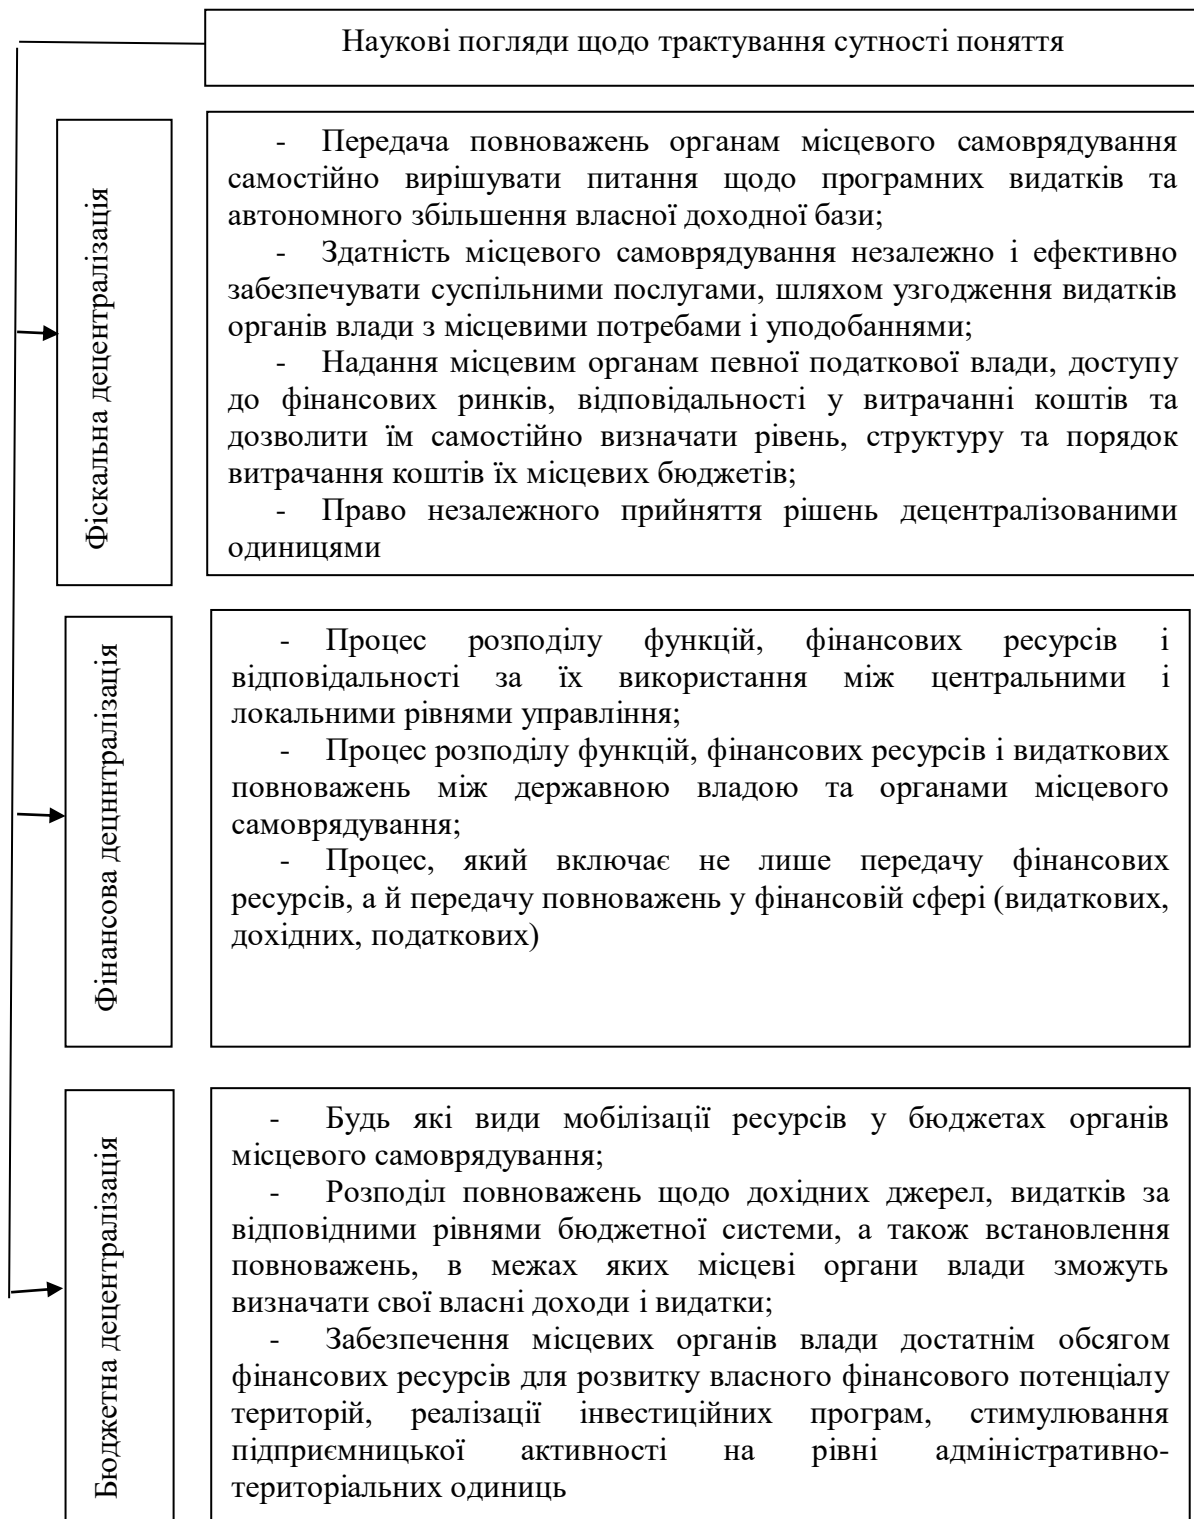 Наукові погляди щодо трактування сутності поняття
Фіскальна децентралізація
- Передача повноважень органам місцевого самоврядування
самостійно вирішувати питання щодо програмних видатків та
автономного збільшення власної доходної бази;
- Здатність місцевого самоврядування незалежно і ефективно
забезпечувати суспільними послугами, шляхом узгодження видатків
органів влади з місцевими потребами і уподобаннями;
- Надання місцевим органам певної податкової влади, доступу
до фінансових ринків, відповідальності у витрачанні коштів та
дозволити їм самостійно визначати рівень, структуру та порядок
витрачання коштів їх місцевих бюджетів;
- Право незалежного прийняття рішень децентралізованими
одиницями
Фінансова децннтралізація
- Процес розподілу функцій, фінансових ресурсів і
відповідальності за їх використання між центральними і
локальними рівнями управління;
- Процес розподілу функцій, фінансових ресурсів і видаткових
повноважень між державною владою та органами місцевого
самоврядування;
- Процес, який включає не лише передачу фінансових
ресурсів, а й передачу повноважень у фінансовій сфері (видаткових,
дохідних, податкових)
Бюджетна децентралізація
- Будь які види мобілізації ресурсів у бюджетах органів
місцевого самоврядування;
- Розподіл повноважень щодо дохідних джерел, видатків за
відповідними рівнями бюджетної системи, а також встановлення
повноважень, в межах яких місцеві органи влади зможуть
визначати свої власні доходи і видатки;
- Забезпечення місцевих органів влади достатнім обсягом
фінансових ресурсів для розвитку власного фінансового потенціалу
територій, реалізації інвестиційних програм, стимулювання
підприємницької активності на рівні адміністративно-
територіальних одиниць